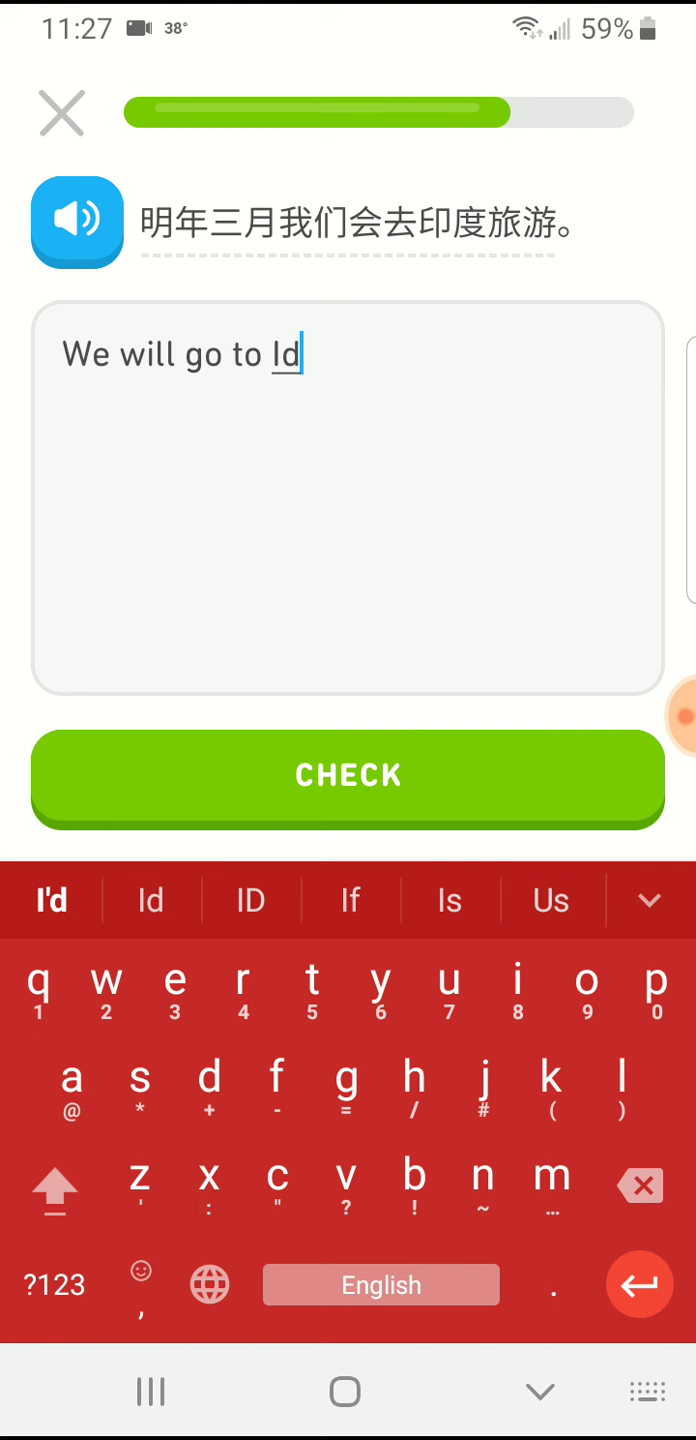 11:27 38° 59%
明年三月我们会去印度旅游。
We will go to Id
CHECK
I'd Id ID If Is Us
q w e r t y u i o p
1 2 3 4 5 6 7 8 9 0
a s d f g h j k l
@ * + - = / # ( )
z x c v b n m
' : " ? ! ~ …
?123 , English .